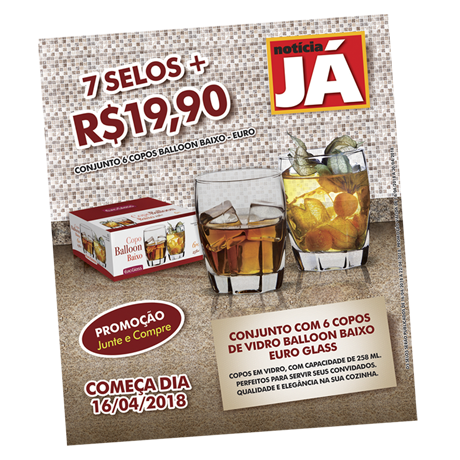 7 SELOS +
R$19,90
CONJUNTO 6 COPOS BALLOON BAIXO - EURO
notícia
JÁ
Copo
Balloon
Baixo
PROMOÇÃO
Junte e Compre
COMEÇA DIA
16/04/2018
CONJUNTO COM 6 COPOS
DE VIDRO BALLOON BAIXO
EURO GLASS
COPOS EM VIDRO, COM CAPACIDADE DE 258 ML.
PERFEITOS PARA SERVIR SEUS CONVIDADOS.
QUALIDADE E ELEGÂNCIA NA SUA COZINHA.